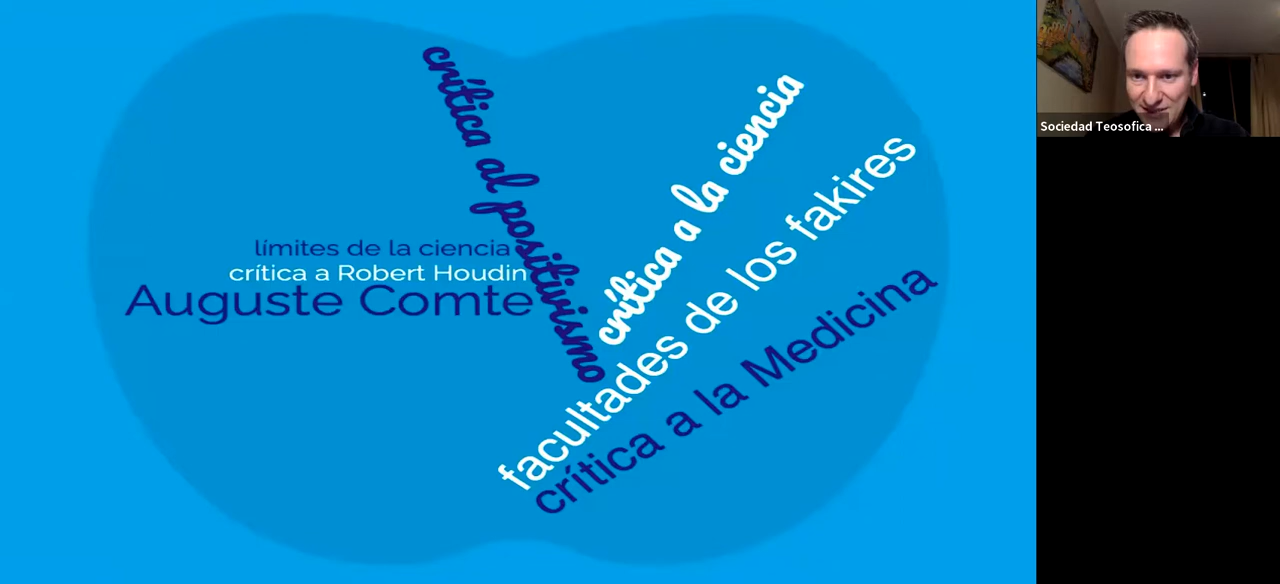 crítica al positivismo
límites de la ciencia
crítica a Robert Houdin
Auguste Comte
crítica a la ciencia
facultades de los fakires
crítica a la Medicina
Sociedad Teosofica ...